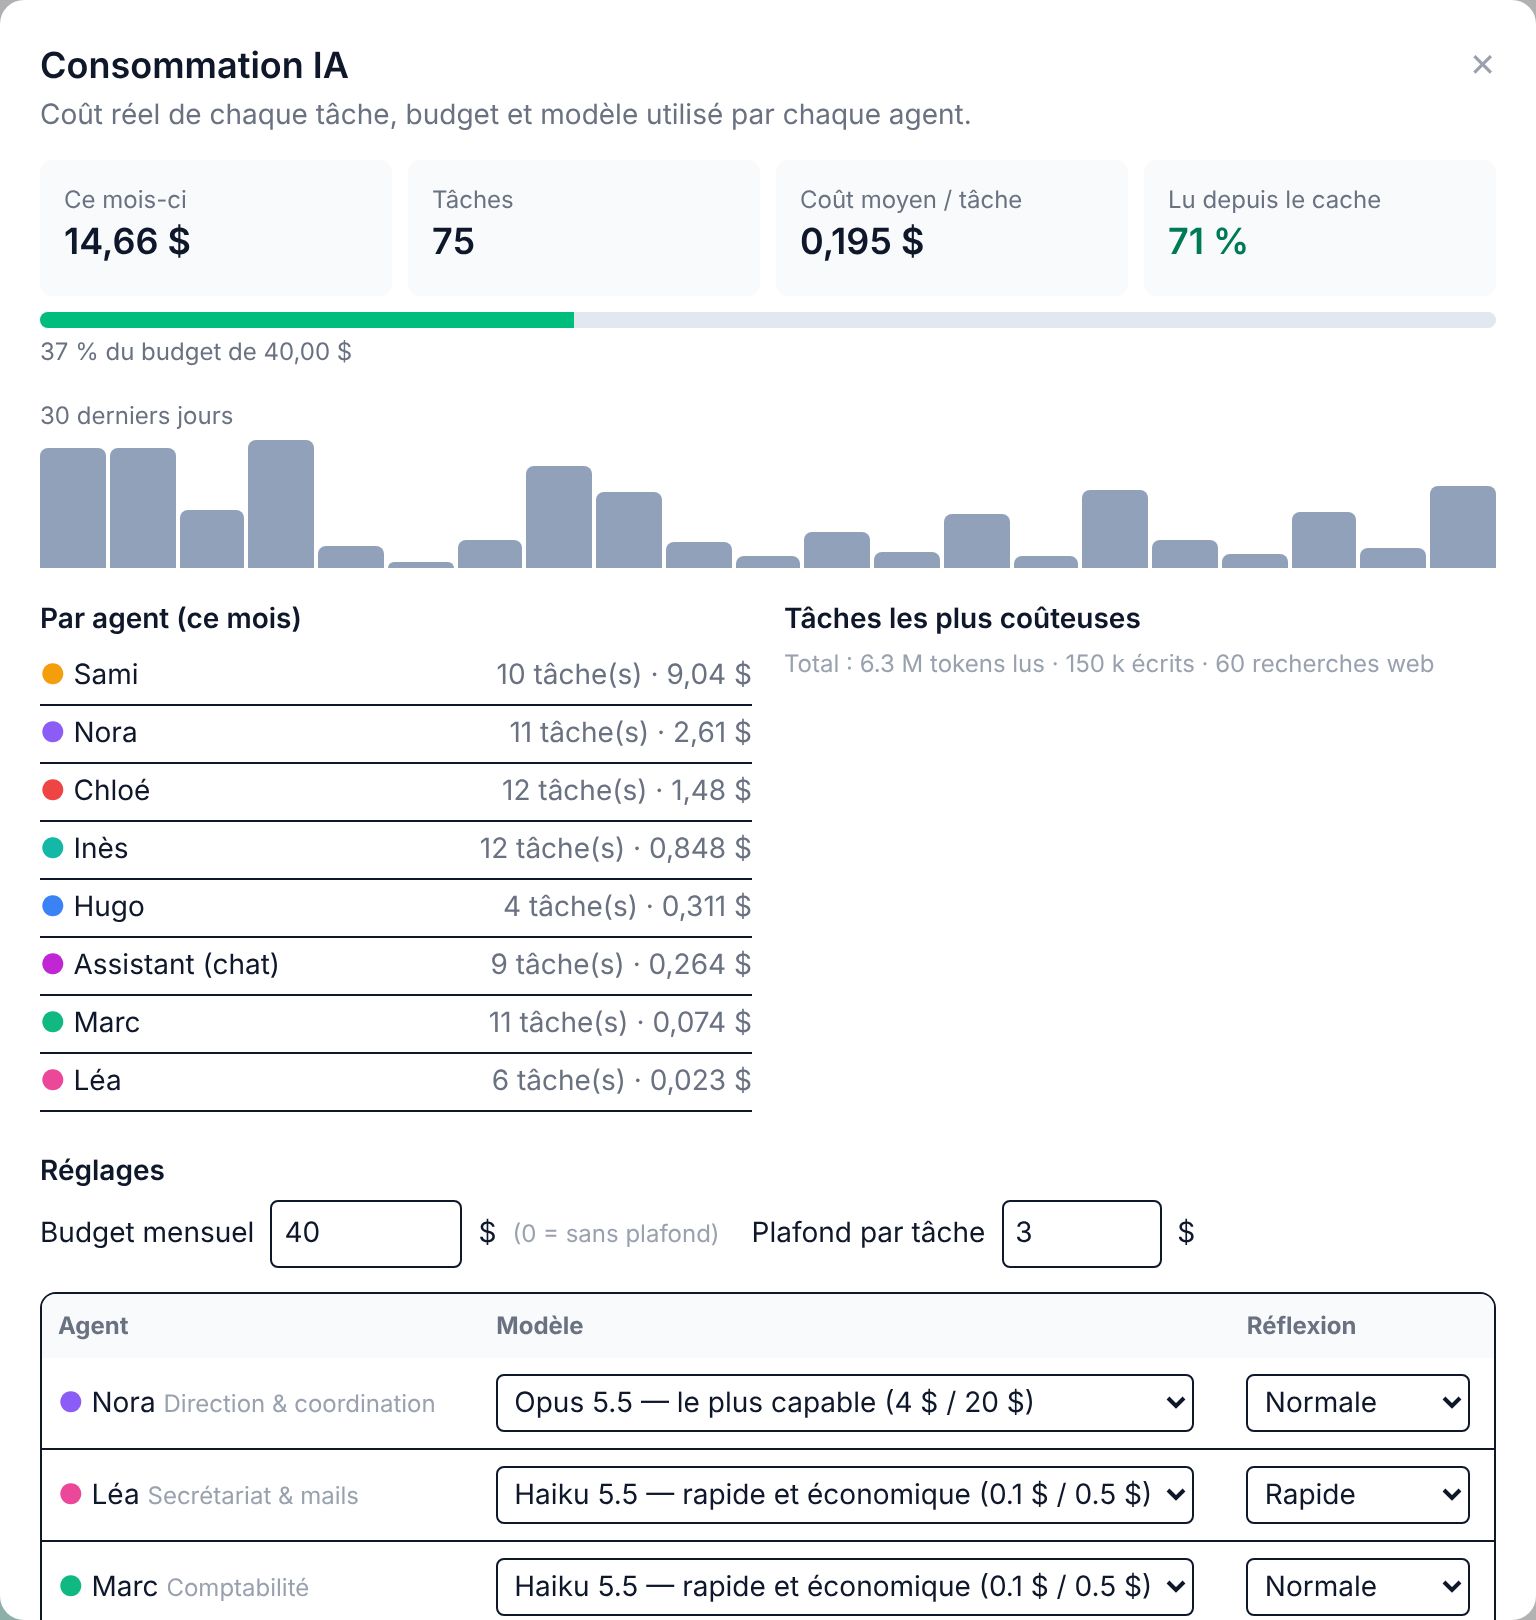 Consommation IA
✕
Coût réel de chaque tâche, budget et modèle utilisé par chaque agent.
Ce mois-ci
14,66 $
Tâches
75
Coût moyen / tâche
0,195 $
Lu depuis le cache
71 %
37 % du budget de 40,00 $
30 derniers jours
Par agent (ce mois)
Sami 10 tâche(s) · 9,04 $
Nora 11 tâche(s) · 2,61 $
Chloé 12 tâche(s) · 1,48 $
Inès 12 tâche(s) · 0,848 $
Hugo 4 tâche(s) · 0,311 $
Assistant (chat) 9 tâche(s) · 0,264 $
Marc 11 tâche(s) · 0,074 $
Léa 6 tâche(s) · 0,023 $
Tâches les plus coûteuses
Total : 6.3 M tokens lus · 150 k écrits · 60 recherches web
Réglages
Budget mensuel 40 $ (0 = sans plafond) Plafond par tâche 3 $
Agent Modèle Réflexion
Nora Direction & coordination Opus 5.5 — le plus capable (4 $ / 20 $) Normale
Léa Secrétariat & mails Haiku 5.5 — rapide et économique (0.1 $ / 0.5 $) Rapide
Marc Comptabilité Haiku 5.5 — rapide et économique (0.1 $ / 0.5 $) Normale